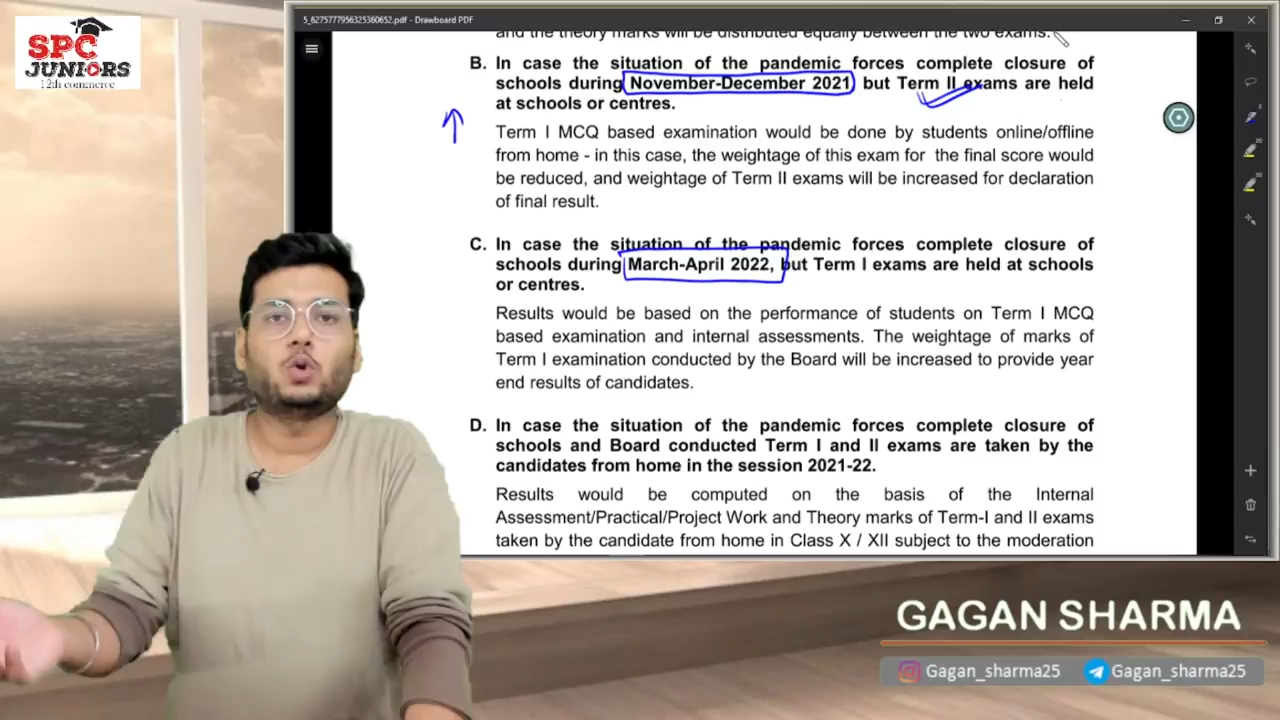 SPC
JUNIORS
12th commerce
5_6275777956325360652.pdf - Drawboard PDF
and the theory marks will be distributed equally between the two exams.
B. In case the situation of the pandemic forces complete closure of
schools during November-December 2021 but Term II exams are held
at schools or centres.
Term I MCQ based examination would be done by students online/offline
from home - in this case, the weightage of this exam for the final score would
be reduced, and weightage of Term II exams will be increased for declaration
of final result.
C. In case the situation of the pandemic forces complete closure of
schools during March-April 2022, but Term I exams are held at schools
or centres.
Results would be based on the performance of students on Term I MCQ
based examination and internal assessments. The weightage of marks of
Term I examination conducted by the Board will be increased to provide year
end results of candidates.
D. In case the situation of the pandemic forces complete closure of
schools and Board conducted Term I and II exams are taken by the
candidates from home in the session 2021-22.
Results would be computed on the basis of the Internal
Assessment/Practical/Project Work and Theory marks of Term-I and II exams
taken by the candidate from home in Class X / XII subject to the moderation
GAGAN SHARMA
Gagan_sharma25
Gagan_sharma25